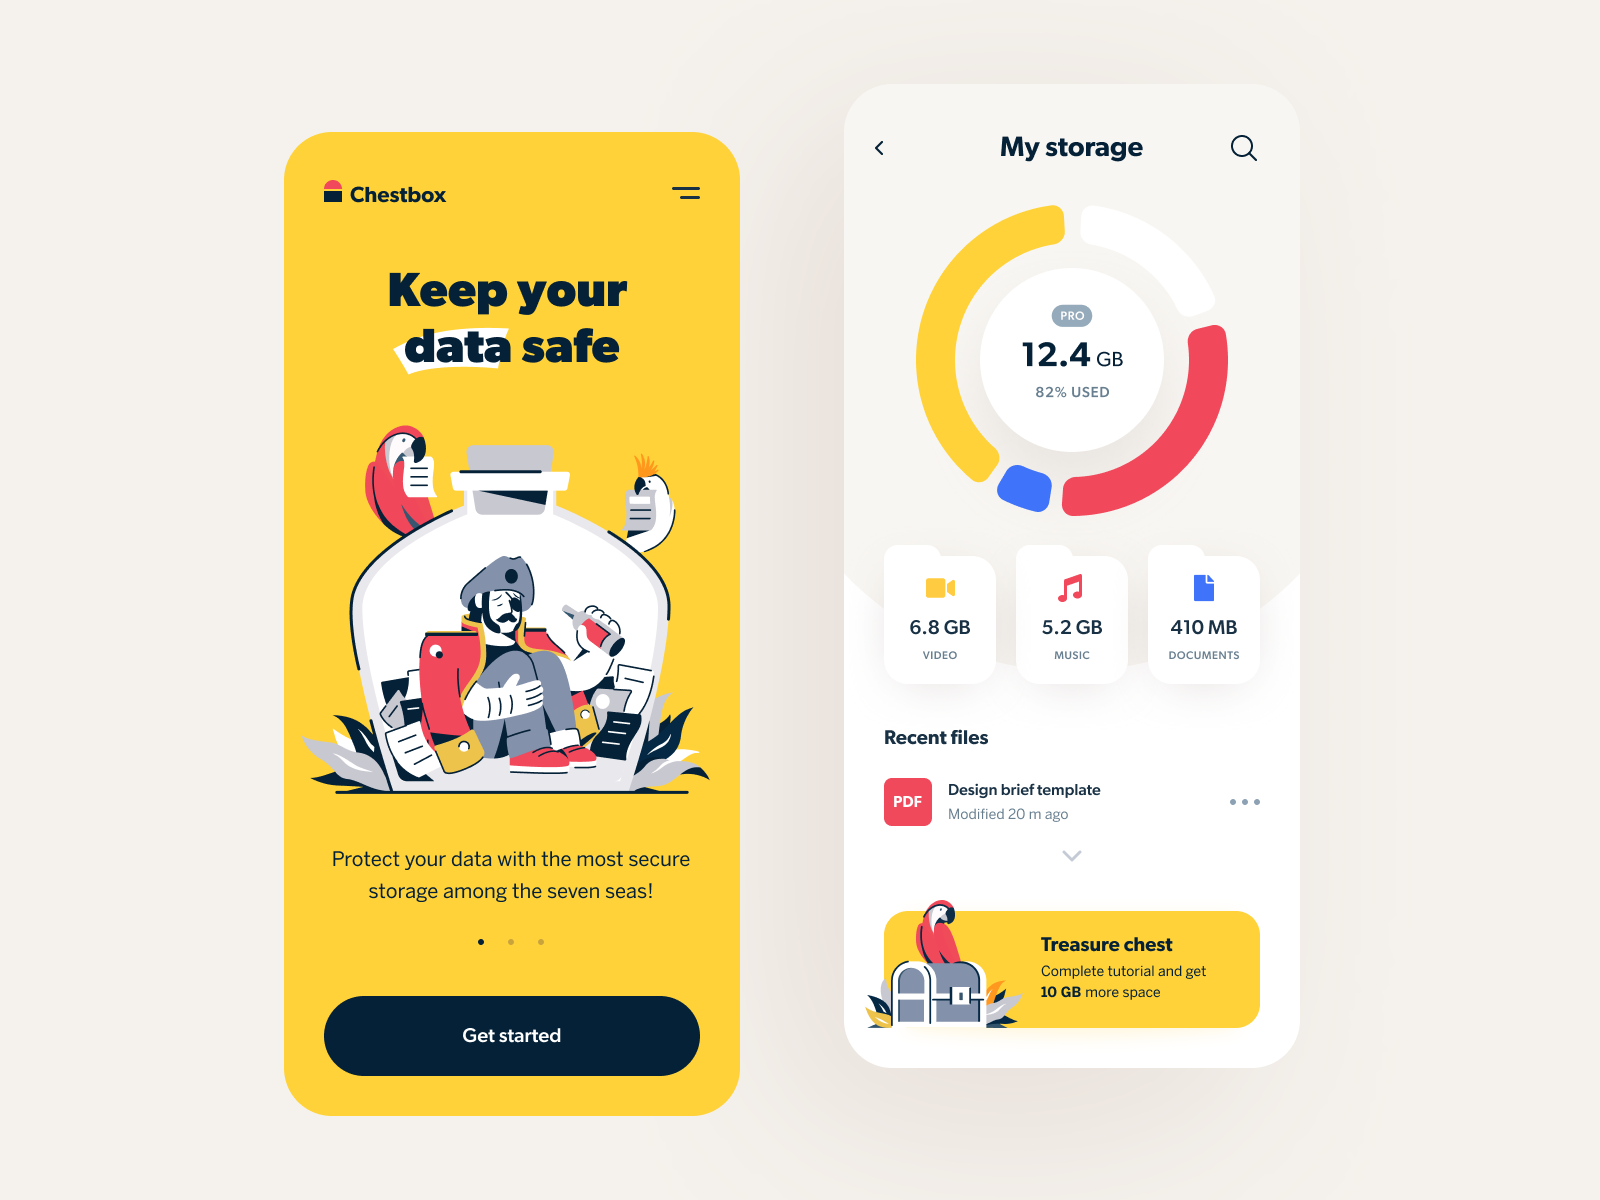 Chestbox
Keep your
data safe
Protect your data with the most secure
storage among the seven seas!
Get started
My storage
PRO
12.4 GB
82% USED
6.8 GB
VIDEO
5.2 GB
MUSIC
410 MB
DOCUMENTS
Recent files
PDF
Design brief template
Modified 20 m ago
Treasure chest
Complete tutorial and get
10 GB more space